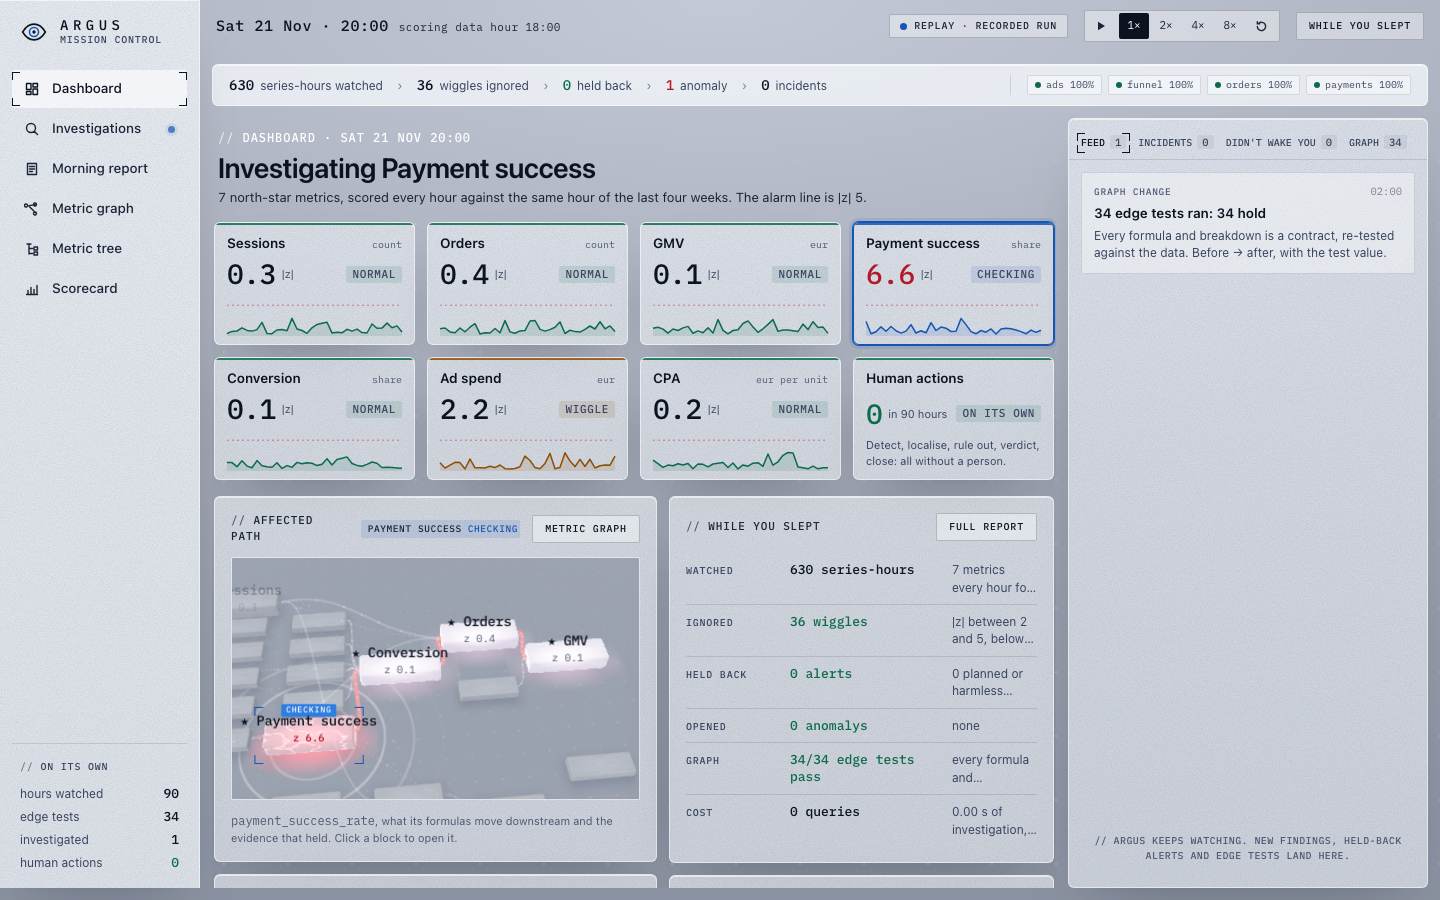 ARGUS
MISSION CONTROL
Dashboard
Investigations
Morning report
Metric graph
Metric tree
Scorecard
// ON ITS OWN
hours watched 90
edge tests 34
investigated 1
human actions 0
Sat 21 Nov · 20:00 scoring data hour 18:00
REPLAY · RECORDED RUN
1× 2× 4× 8×
WHILE YOU SLEPT
630 series-hours watched › 36 wiggles ignored › 0 held back › 1 anomaly › 0 incidents
ads 100% funnel 100% orders 100% payments 100%
// DASHBOARD · SAT 21 NOV 20:00
Investigating Payment success
7 north-star metrics, scored every hour against the same hour of the last four weeks. The alarm line is |z| 5.
Sessions count
0.3 |z| NORMAL
Orders count
0.4 |z| NORMAL
GMV eur
0.1 |z| NORMAL
Payment success share
6.6 |z| CHECKING
Conversion share
0.1 |z| NORMAL
Ad spend eur
2.2 |z| WIGGLE
CPA eur per unit
0.2 |z| NORMAL
Human actions
0 in 90 hours ON ITS OWN
Detect, localise, rule out, verdict,
close: all without a person.
// AFFECTED
PATH
PAYMENT SUCCESS CHECKING
METRIC GRAPH
ssions
0.3
★ Orders
z 0.4
★ GMV
z 0.1
★ Conversion
z 0.1
CHECKING
★ Payment success
z 6.6
payment_success_rate, what its formulas move downstream and the
evidence that held. Click a block to open it.
// WHILE YOU SLEPT
FULL REPORT
WATCHED 630 series-hours 7 metrics
every hour fo…
IGNORED 36 wiggles |z| between 2
and 5, below…
HELD BACK 0 alerts 0 planned or
harmless…
OPENED 0 anomalys none
GRAPH 34/34 edge tests every formula
pass and…
COST 0 queries 0.00 s of
investigation,…
FEED 1 INCIDENTS 0 DIDN'T WAKE YOU 0 GRAPH 34
GRAPH CHANGE 02:00
34 edge tests ran: 34 hold
Every formula and breakdown is a contract, re-tested
against the data. Before → after, with the test value.
// ARGUS KEEPS WATCHING. NEW FINDINGS, HELD-BACK
ALERTS AND EDGE TESTS LAND HERE.